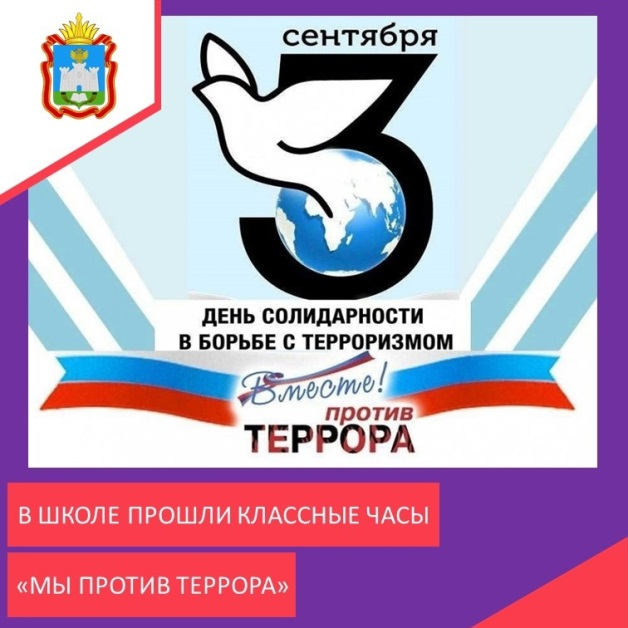 сентября
3
ДЕНЬ СОЛИДАРНОСТИ
В БОРЬБЕ С ТЕРРОРИЗМОМ
Вместе!
против
ТЕРРОРА
В ШКОЛЕ ПРОШЛИ КЛАССНЫЕ ЧАСЫ
«МЫ ПРОТИВ ТЕРРОРА»